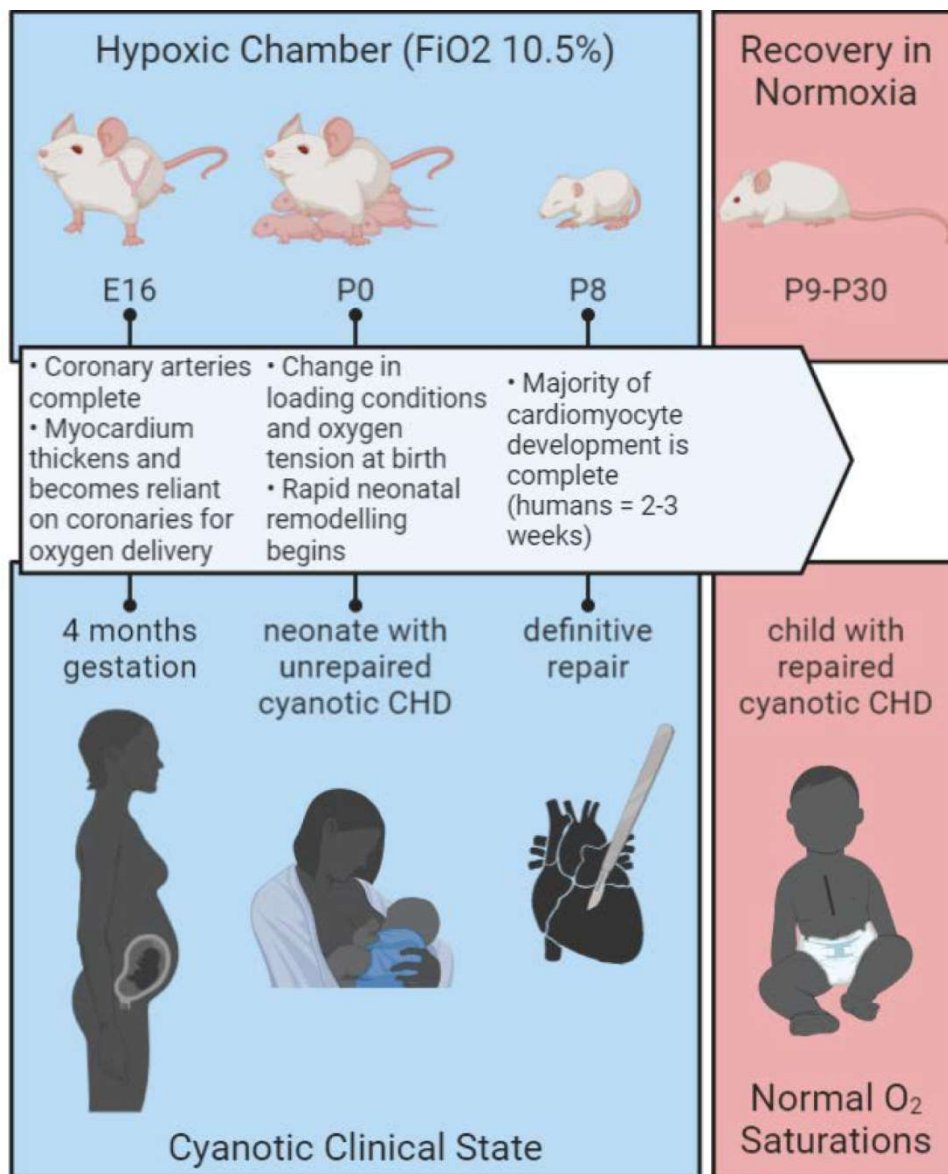 Hypoxic Chamber (FiO2 10.5%)
Recovery in
Normoxia
E16
P0
P8
P9-P30
• Coronary arteries
complete
• Myocardium
thickens and
becomes reliant
on coronaries for
oxygen delivery
• Change in
loading conditions
and oxygen
tension at birth
• Rapid neonatal
remodelling
begins
• Majority of
cardiomyocyte
development is
complete
(humans = 2-3
weeks)
4 months
gestation
neonate with
unrepaired
cyanotic CHD
definitive
repair
child with
repaired
cyanotic CHD
Cyanotic Clinical State
Normal O₂
Saturations